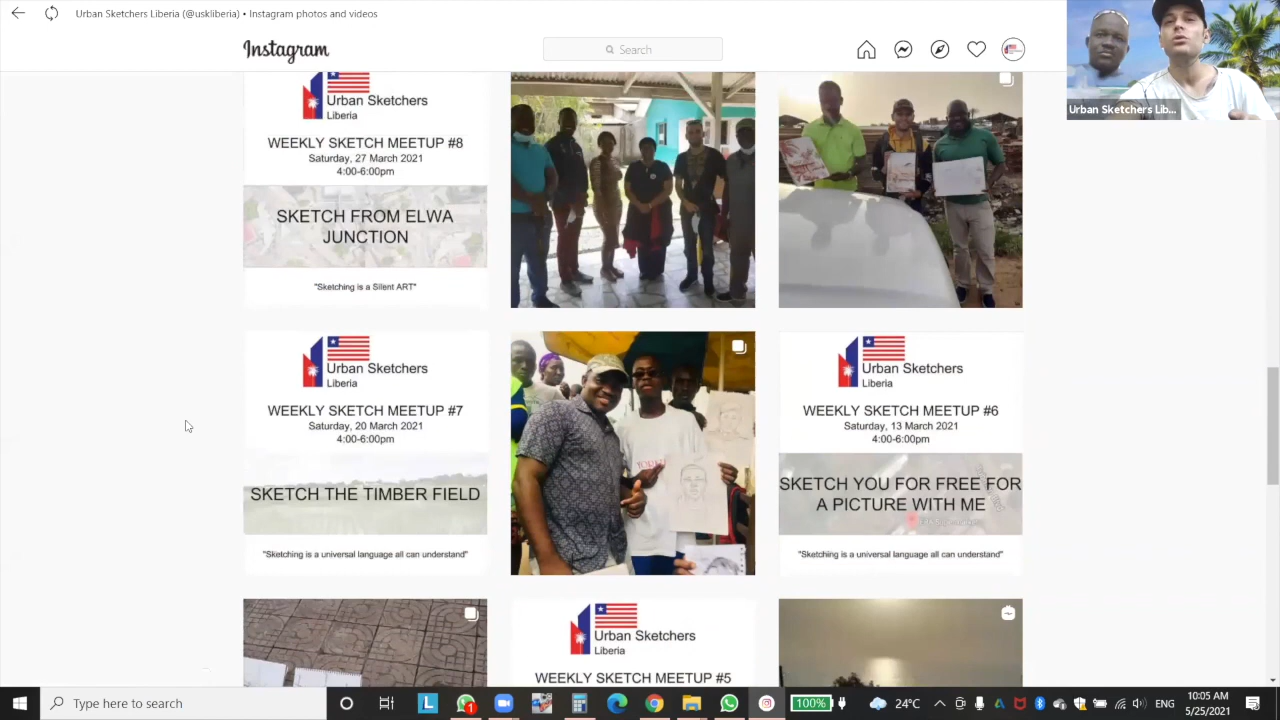 Urban Sketchers Liberia (@uskliberia) • Instagram photos and videos
Instagram
Search
Urban Sketchers Lib...
Urban Sketchers
Liberia
WEEKLY SKETCH MEETUP #8
Saturday, 27 March 2021
4:00-6:00pm
SKETCH FROM ELWA
JUNCTION
"Sketching is a Silent ART"
Urban Sketchers
Liberia
WEEKLY SKETCH MEETUP #7
Saturday, 20 March 2021
4:00-6:00pm
SKETCH THE TIMBER FIELD
"Sketching is a universal language all can understand"
Urban Sketchers
Liberia
WEEKLY SKETCH MEETUP #6
Saturday, 13 March 2021
4:00-6:00pm
SKETCH YOU FOR FREE FOR
A PICTURE WITH ME
"Sketching is a universal language all can understand"
Urban Sketchers
Liberia
WEEKLY SKETCH MEETUP #5
Type here to search
L
1
100%
24°C
ENG
10:05 AM
5/25/2021